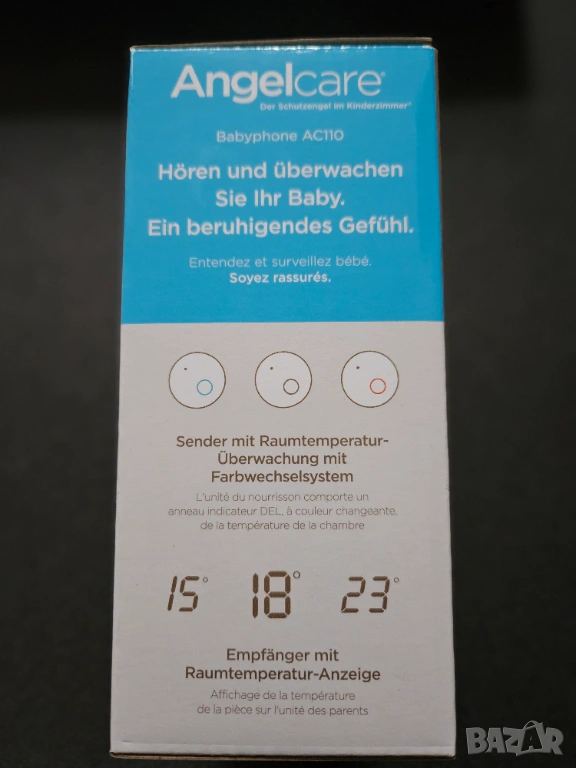 Angelcare®
Der Schutzengel im Kinderzimmer®
Babyphone AC110
Hören und überwachen
Sie Ihr Baby.
Ein beruhigendes Gefühl.
Entendez et surveillez bébé.
Soyez rassurés.
Sender mit Raumtemperatur-
Überwachung mit
Farbwechselsystem
L'unité du nourrisson comporte un
anneau indicateur DEL, à couleur changeante,
de la température de la chambre
15° 18° 23°
Empfänger mit
Raumtemperatur-Anzeige
Affichage de la température
de la pièce sur l'unité des parents
BAZAR